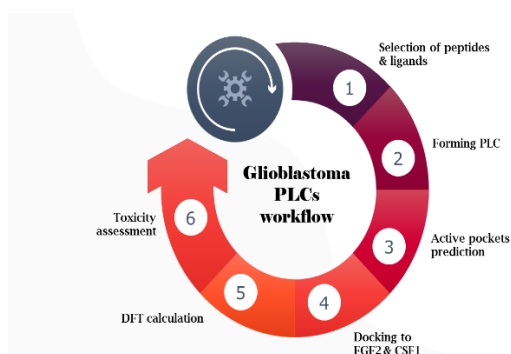 Selection of peptides
& ligands
1
Forming PLC
2
Active pockets
prediction
3
Docking to
FGF2 & CSF1
4
DFT calculation
5
Toxicity
assessment
6
Glioblastoma
PLCs
workflow